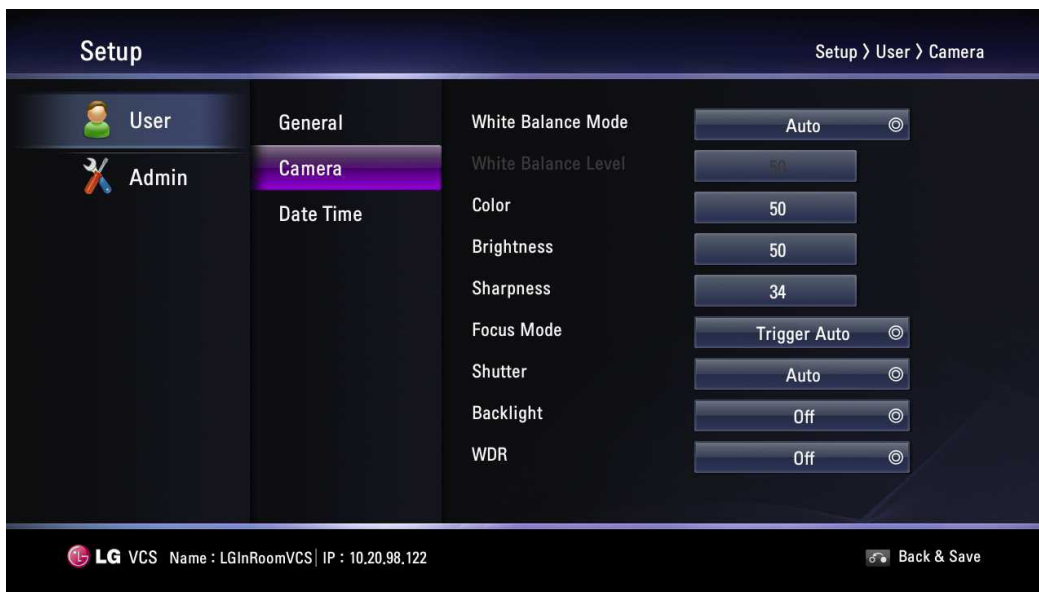 Setup
Setup > User > Camera
User
Admin
General
Camera
Date Time
White Balance Mode Auto
White Balance Level 50
Color 50
Brightness 50
Sharpness 34
Focus Mode Trigger Auto
Shutter Auto
Backlight Off
WDR Off
LG VCS Name : LGInRoomVCS| IP : 10.20.98.122
Back & Save